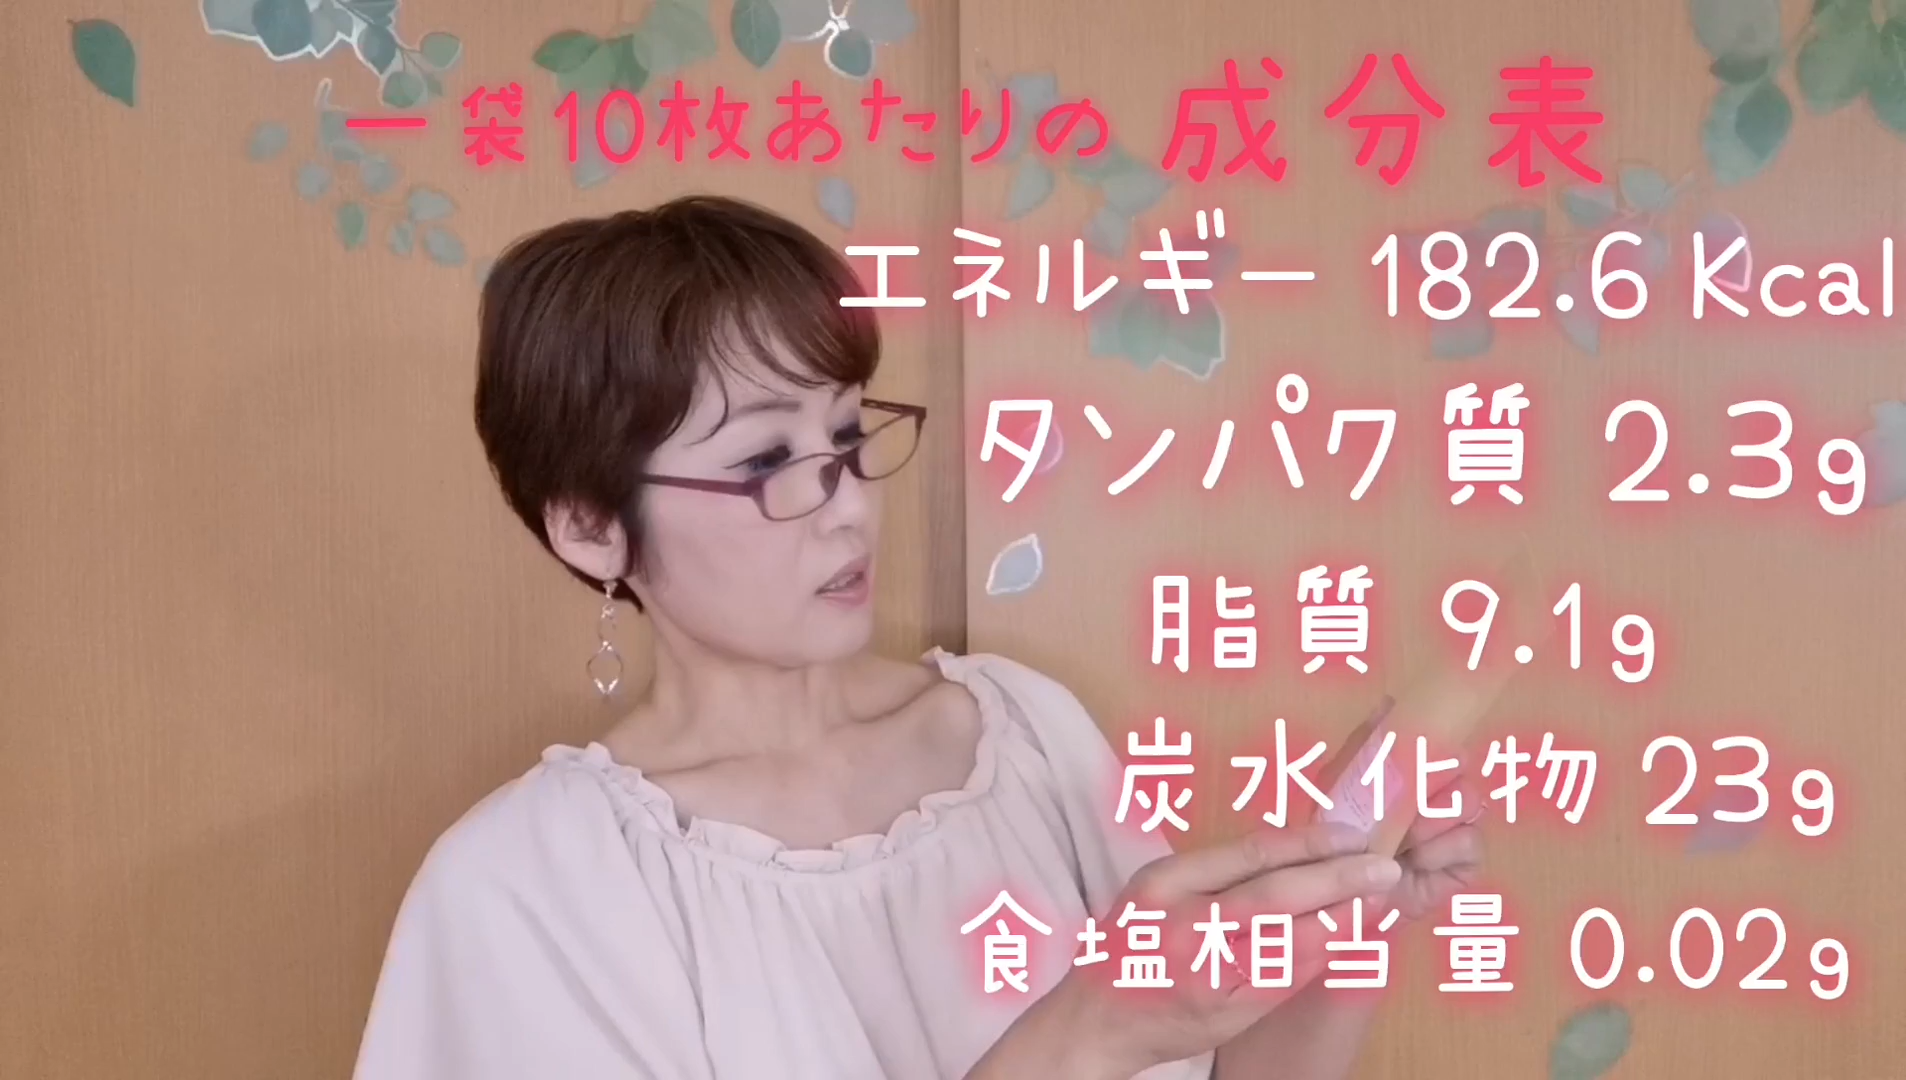 一袋10枚あたりの 成分表
エネルギー 182.6 Kcal
タンパク質 2.3g
脂質 9.1g
炭水化物 23g
食塩相当量 0.02g